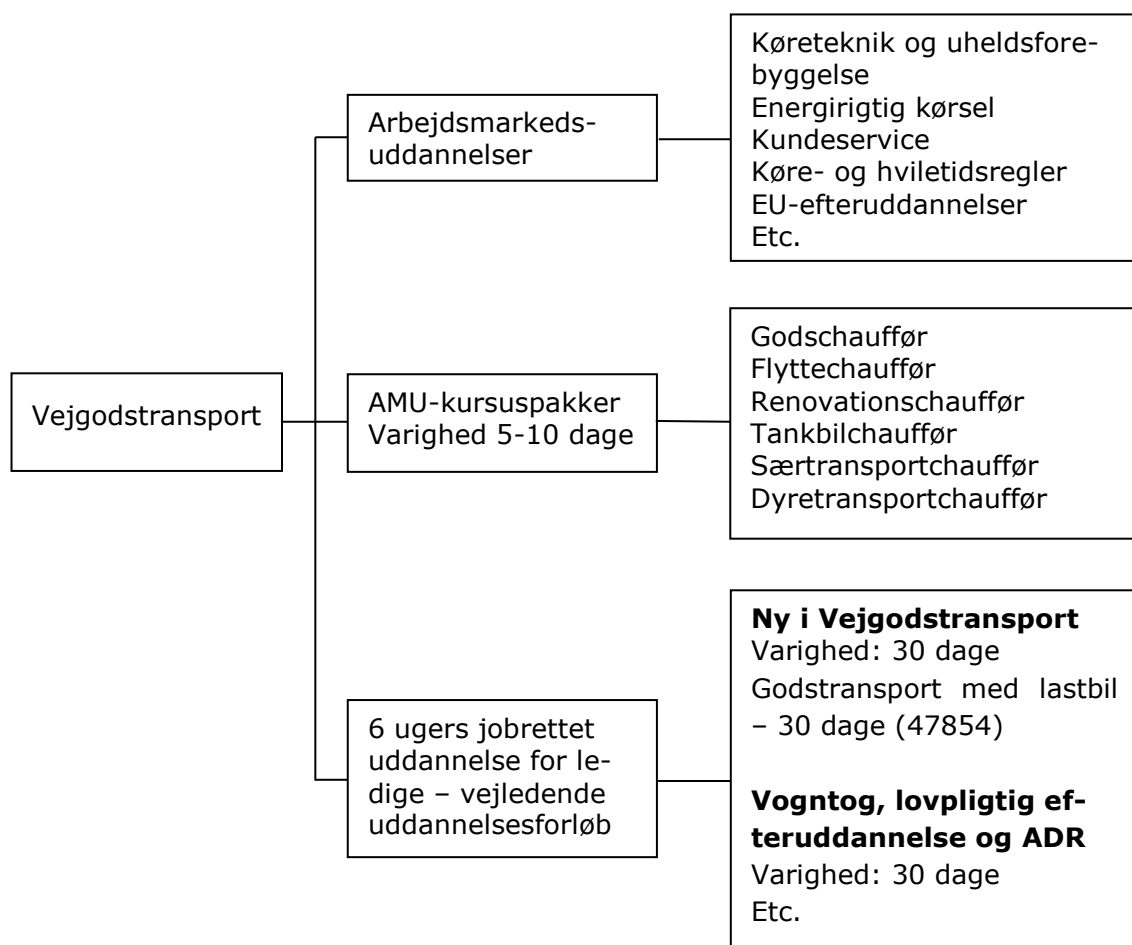 Vejgodstransport
Arbejdsmarkeds-
uddannelser
Køreteknik og uheldsfore-
byggelse
Energirigtig kørsel
Kundeservice
Køre- og hviletidsregler
EU-efteruddannelser
Etc.
AMU-kursuspakker
Varighed 5-10 dage
Godschauffør
Flyttechauffør
Renovationschauffør
Tankbilchauffør
Særtransportchauffør
Dyretransportchauffør
6 ugers jobrettet
uddannelse for le-
dige – vejledende
uddannelsesforløb
Ny i Vejgodstransport
Varighed: 30 dage
Godstransport med lastbil
– 30 dage (47854)
Vogntog, lovpligtig ef-
teruddannelse og ADR
Varighed: 30 dage
Etc.